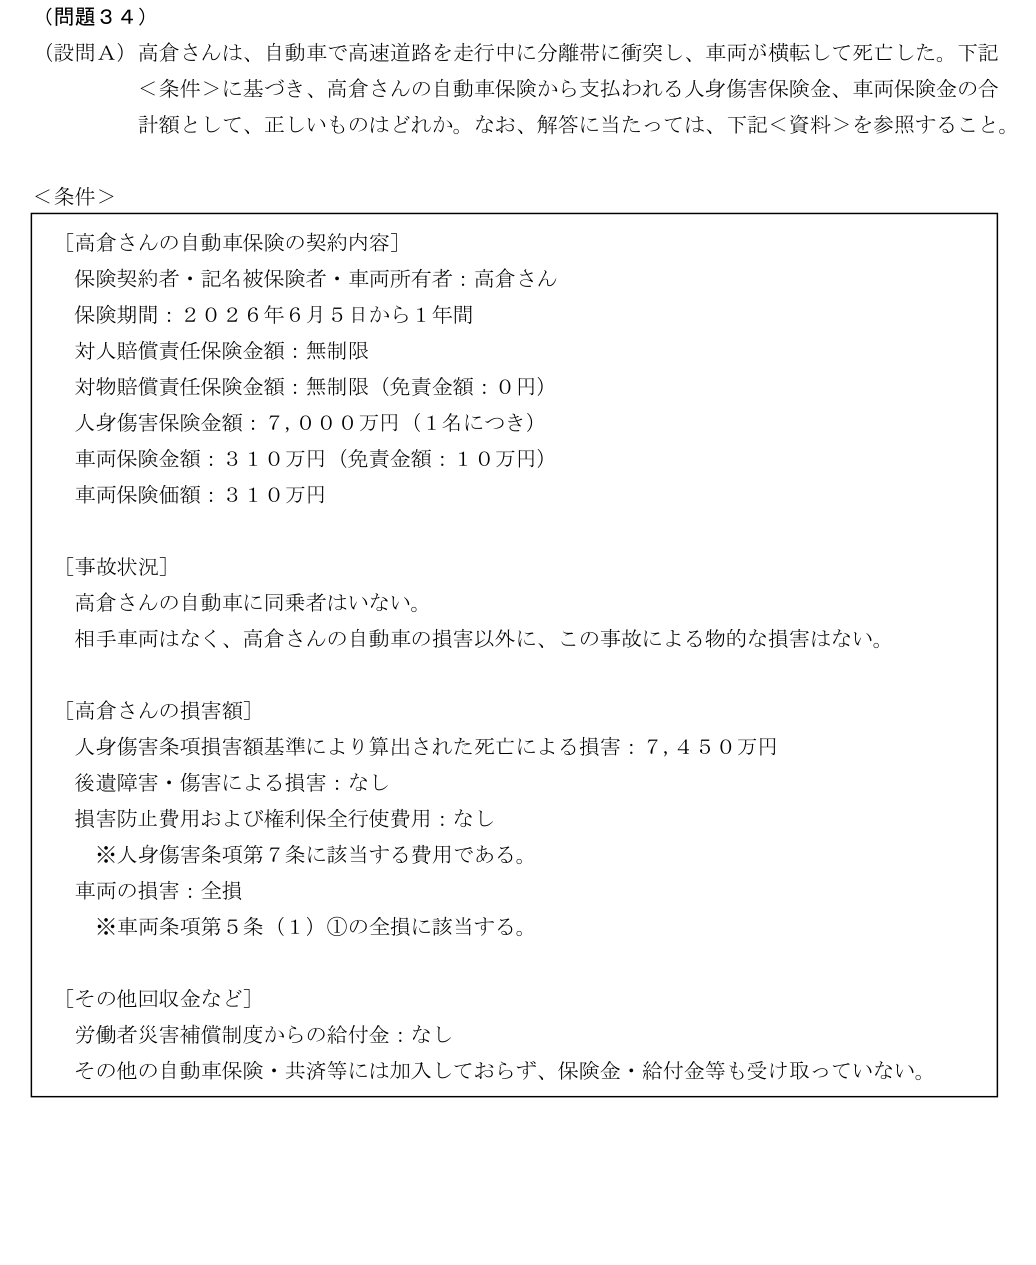 （問題３４）
（設問Ａ）高倉さんは、自動車で高速道路を走行中に分離帯に衝突し、車両が横転して死亡した。下記
＜条件＞に基づき、高倉さんの自動車保険から支払われる人身傷害保険金、車両保険金の合
計額として、正しいものはどれか。なお、解答に当たっては、下記＜資料＞を参照すること。
＜条件＞
［高倉さんの自動車保険の契約内容］
保険契約者・記名被保険者・車両所有者：高倉さん
保険期間：２０２６年６月５日から１年間
対人賠償責任保険金額：無制限
対物賠償責任保険金額：無制限（免責金額：０円）
人身傷害保険金額：７,０００万円（１名につき）
車両保険金額：３１０万円（免責金額：１０万円）
車両保険価額：３１０万円
［事故状況］
高倉さんの自動車に同乗者はいない。
相手車両はなく、高倉さんの自動車の損害以外に、この事故による物的な損害はない。
［高倉さんの損害額］
人身傷害条項損害額基準により算出された死亡による損害：７,４５０万円
後遺障害・傷害による損害：なし
損害防止費用および権利保全行使費用：なし
※人身傷害条項第７条に該当する費用である。
車両の損害：全損
※車両条項第５条（１）①の全損に該当する。
［その他回収金など］
労働者災害補償制度からの給付金：なし
その他の自動車保険・共済等には加入しておらず、保険金・給付金等も受け取っていない。